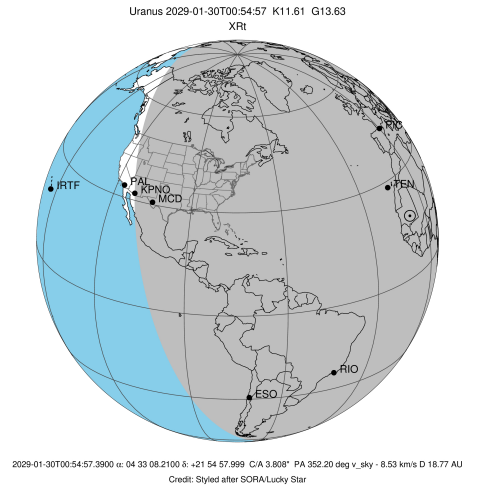 Uranus 2029-01-30T00:54:57 K11.61 G13.63
XRt
PIC
IRTF
PAL
KPNO
MCD
TEN
RIO
ESO
2029-01-30T00:54:57.3900 α: 04 33 08.2100 δ: +21 54 57.999 C/A 3.808" PA 352.20 deg v_sky - 8.53 km/s D 18.77 AU
Credit: Styled after SORA/Lucky Star